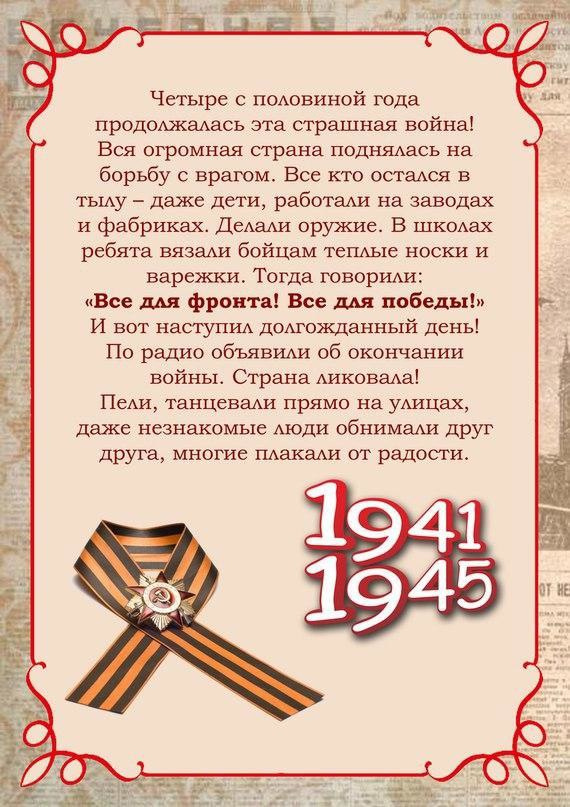 Четыре с половиной года
продолжалась эта страшная война!
Вся огромная страна поднялась на
борьбу с врагом. Все кто остался в
тылу – даже дети, работали на заводах
и фабриках. Делали оружие. В школах
ребята вязали бойцам теплые носки и
варежки. Тогда говорили:
«Все для фронта! Все для победы!»
И вот наступил долгожданный день!
По радио объявили об окончании
войны. Страна ликовала!
Пели, танцевали прямо на улицах,
даже незнакомые люди обнимали друг
друга, многие плакали от радости.
1941
1945